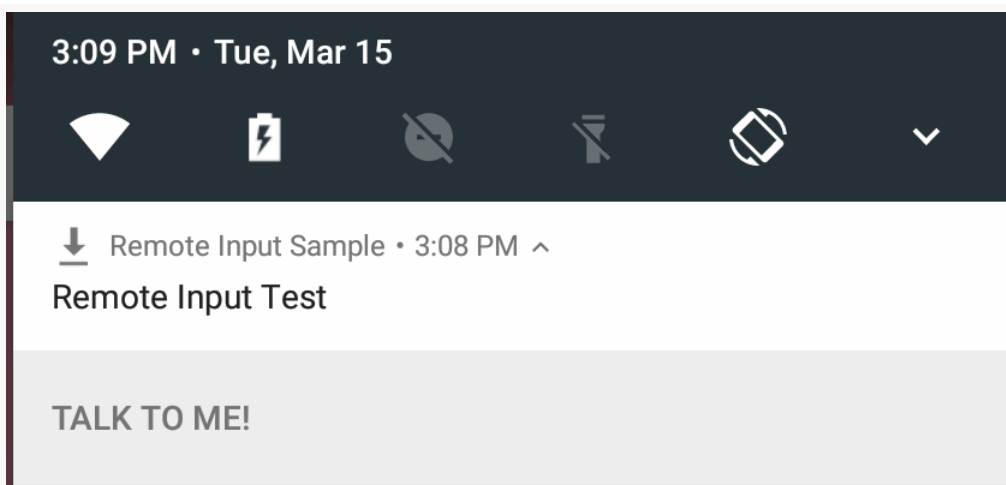 3:09 PM • Tue, Mar 15
Remote Input Sample • 3:08 PM
Remote Input Test
TALK TO ME!